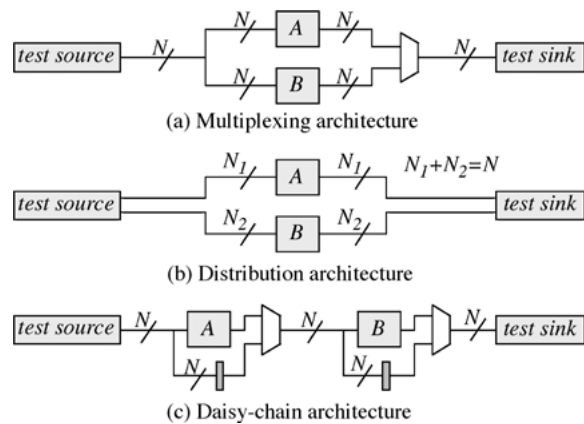 N A N
test source N N test sink
N B N
(a) Multiplexing architecture
N1 A N1 N1+N2=N
test source test sink
N2 B N2
(b) Distribution architecture
test source N A N B N test sink
N N
(c) Daisy-chain architecture